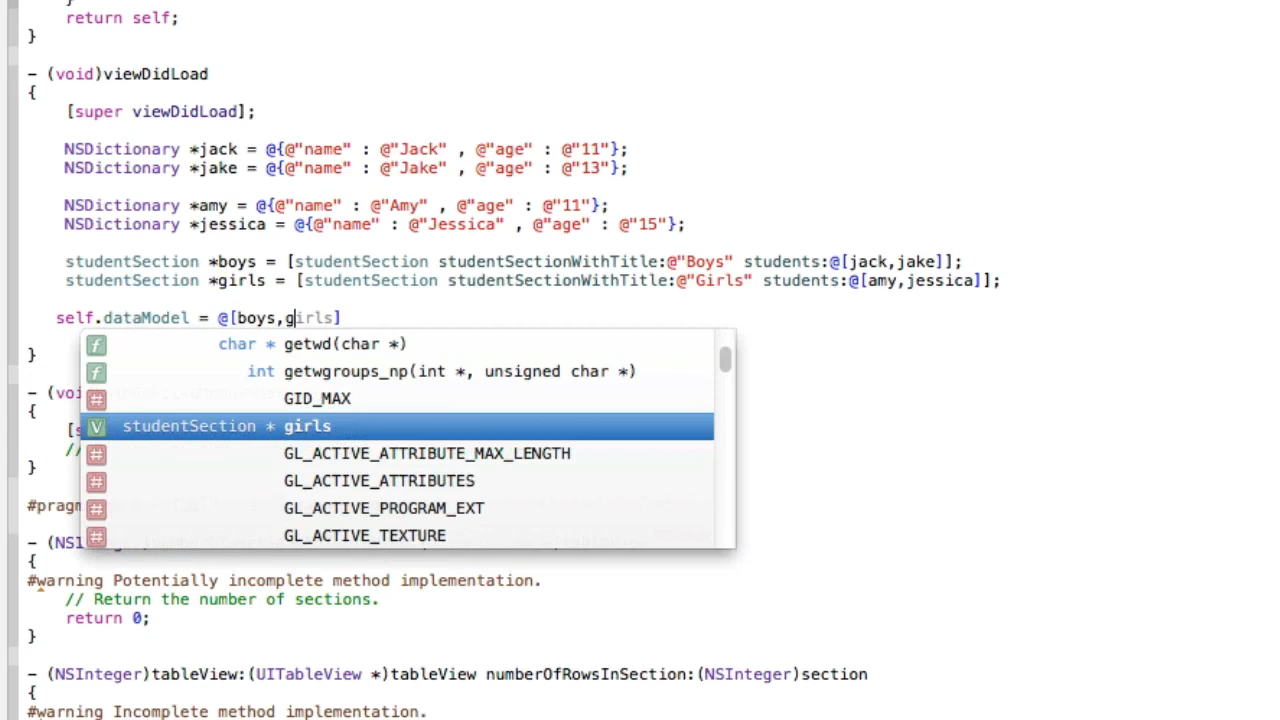 }
return self;
}
- (void)viewDidLoad
{
[super viewDidLoad];
NSDictionary *jack = @{@"name" : @"Jack" , @"age" : @"11"};
NSDictionary *jake = @{@"name" : @"Jake" , @"age" : @"13"};
NSDictionary *amy = @{@"name" : @"Amy" , @"age" : @"11"};
NSDictionary *jessica = @{@"name" : @"Jessica" , @"age" : @"15"};
studentSection *boys = [studentSection studentSectionWithTitle:@"Boys" students:@[jack,jake]];
studentSection *girls = [studentSection studentSectionWithTitle:@"Girls" students:@[amy,jessica]];
self.dataModel = @[boys,girls]
f char * getwd(char *)
f int getwgroups_np(int *, unsigned char *)
# GID_MAX
V studentSection * girls
# GL_ACTIVE_ATTRIBUTE_MAX_LENGTH
# GL_ACTIVE_ATTRIBUTES
# GL_ACTIVE_PROGRAM_EXT
# GL_ACTIVE_TEXTURE
}
- (voi
{
[s
//
}
#pragm
- (NSI
{
#warning Potentially incomplete method implementation.
// Return the number of sections.
return 0;
}
- (NSInteger)tableView:(UITableView *)tableView numberOfRowsInSection:(NSInteger)section
{
#warning Incomplete method implementation.